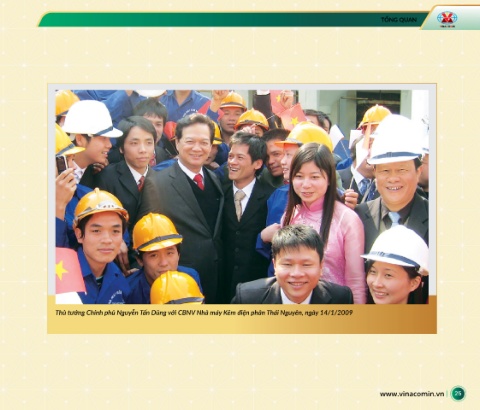 TỔNG QUAN
Thủ tướng Chính phủ Nguyễn Tấn Dũng với CBNV Nhà máy Kẽm điện phân Thái Nguyên, ngày 14/1/2009
www.vinacomin.vn
25